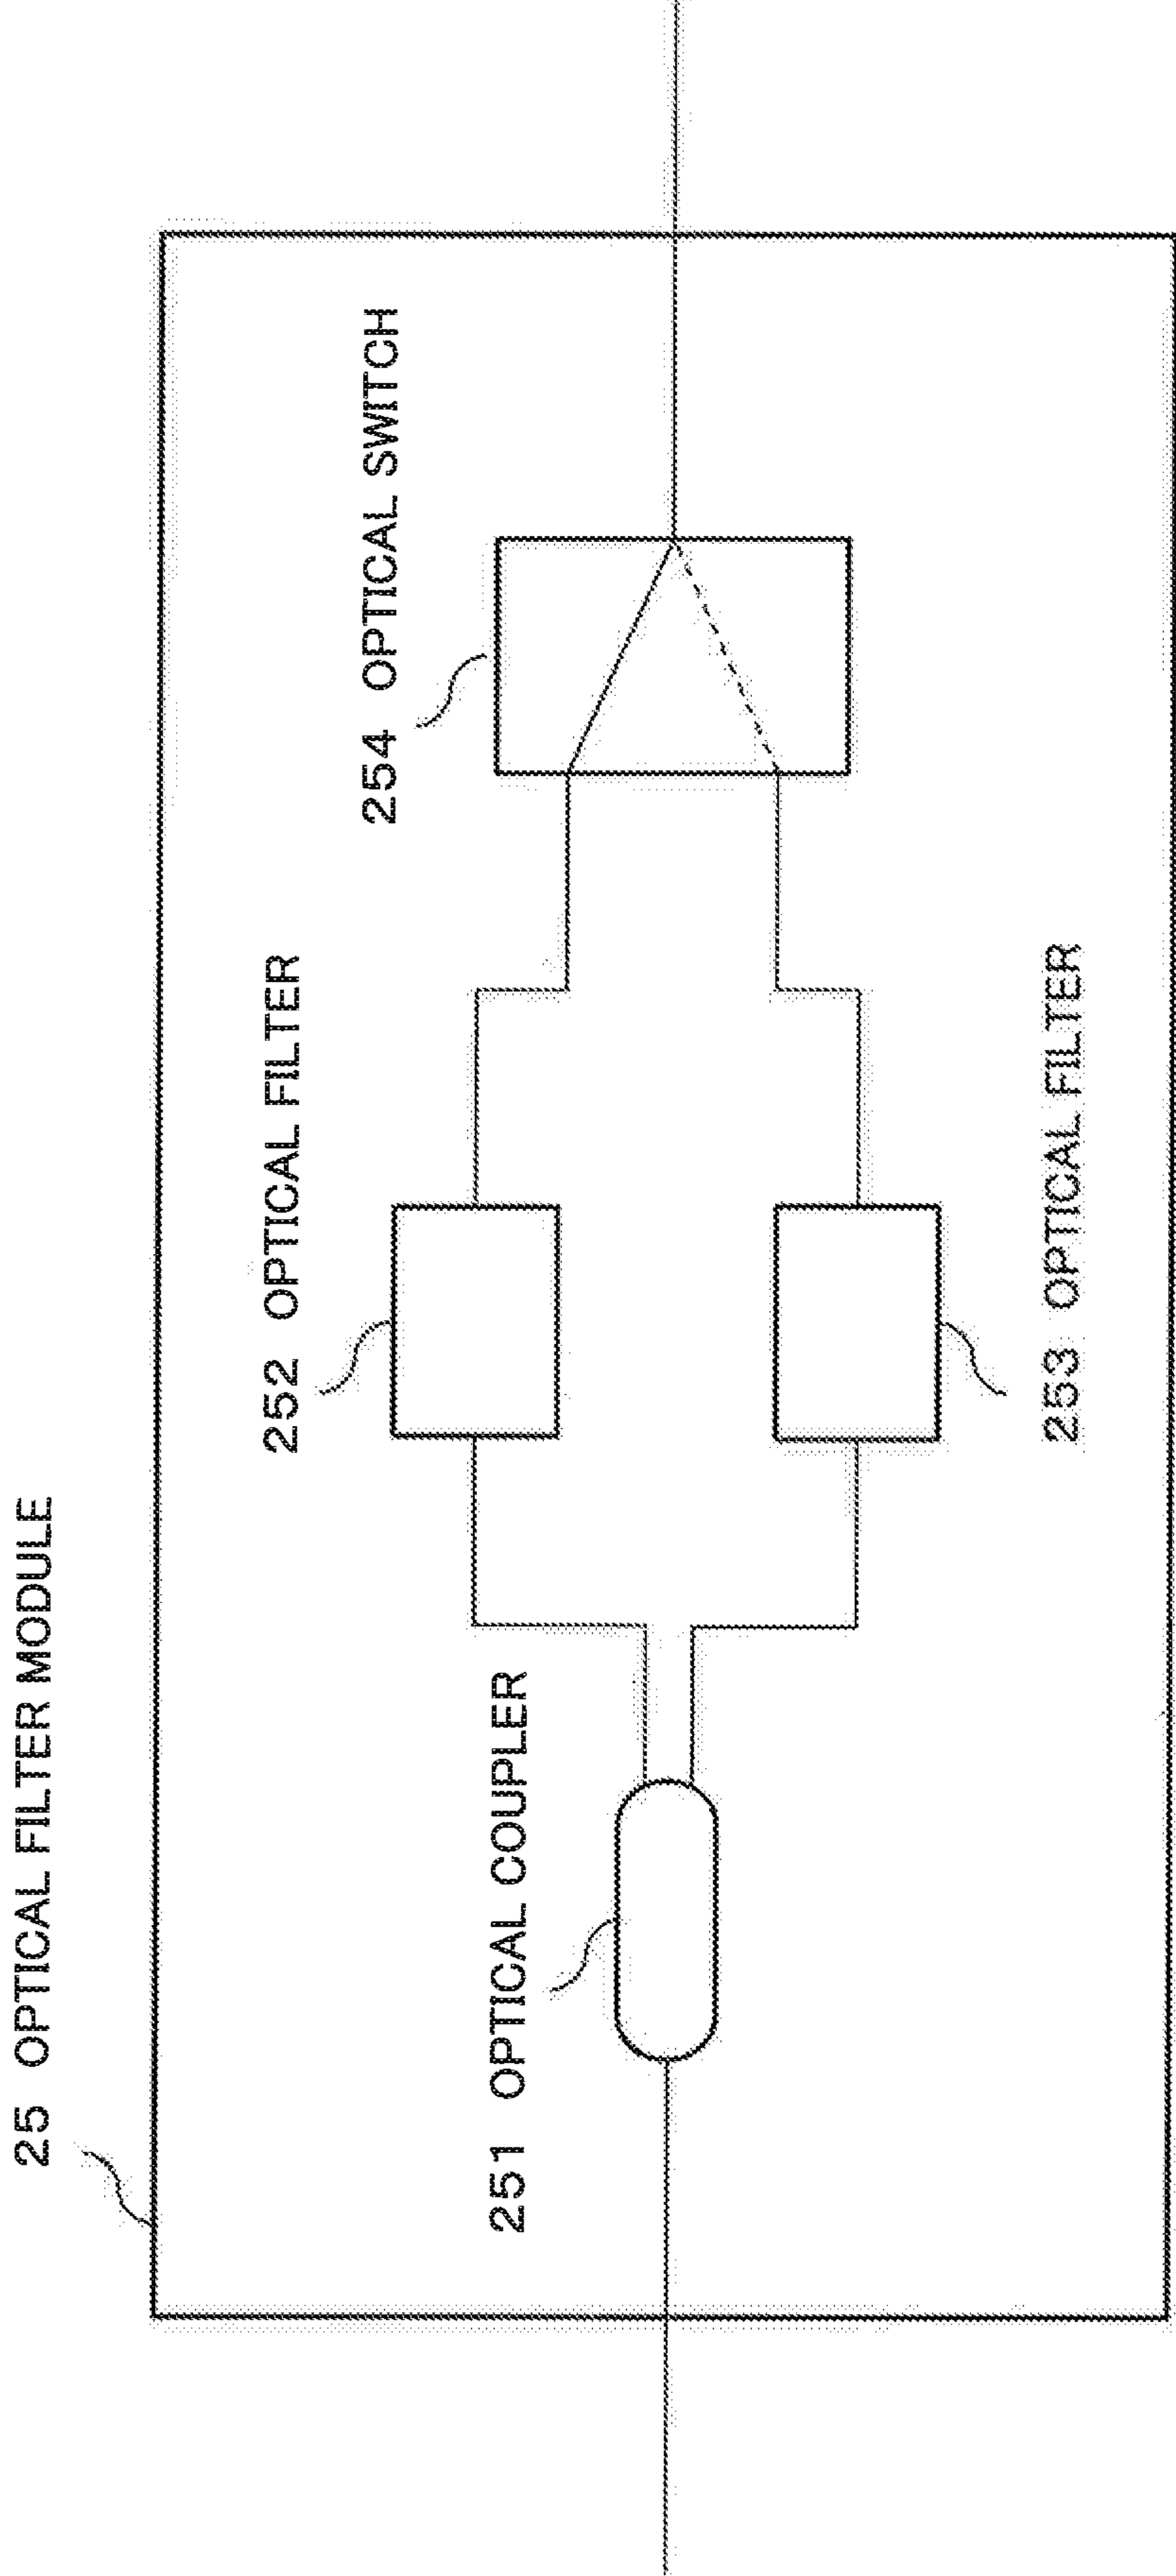 25 OPTICAL FILTER MODULE
252 OPTICAL FILTER
254 OPTICAL SWITCH
251 OPTICAL COUPLER
253 OPTICAL FILTER